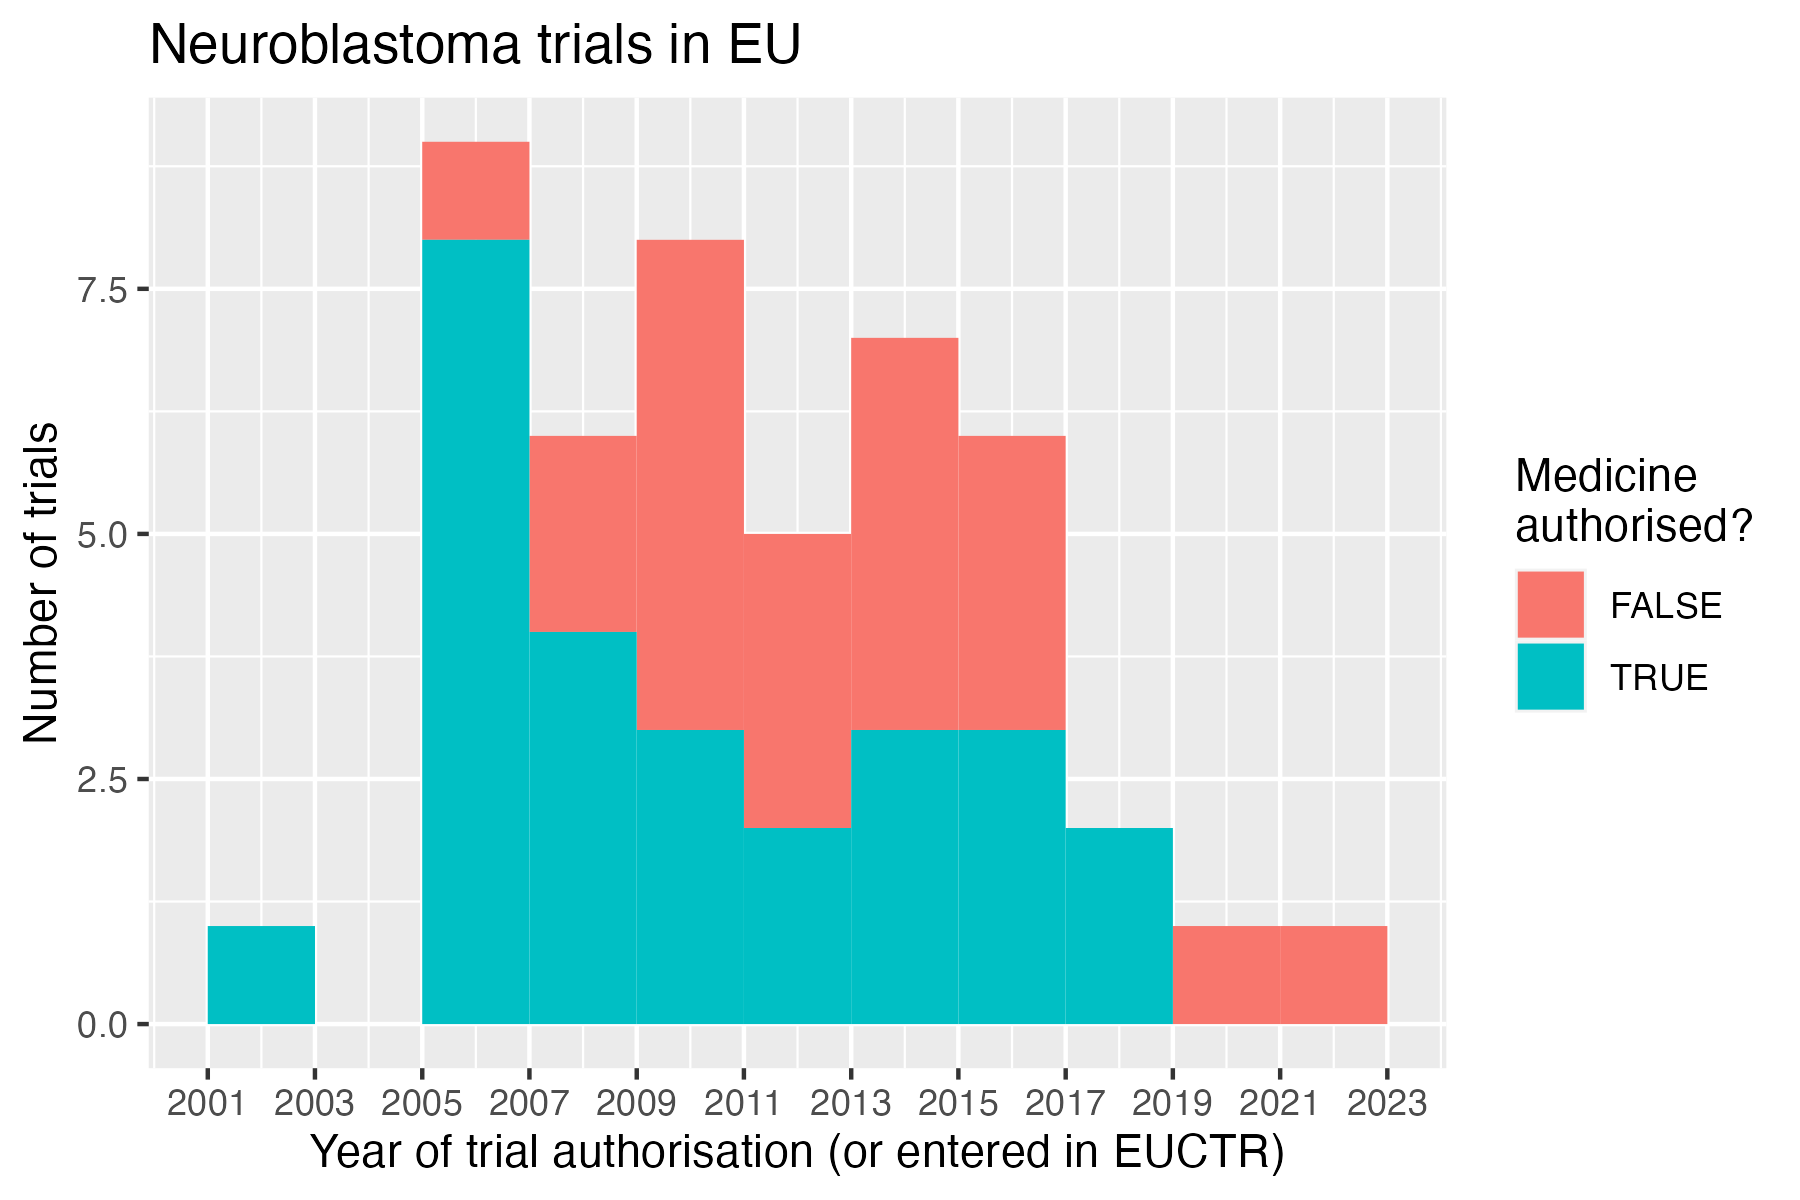 Neuroblastoma trials in EU
Number of trials
7.5
5.0
2.5
0.0
2001 2003 2005 2007 2009 2011 2013 2015 2017 2019 2021 2023
Year of trial authorisation (or entered in EUCTR)
Medicine
authorised?
FALSE
TRUE